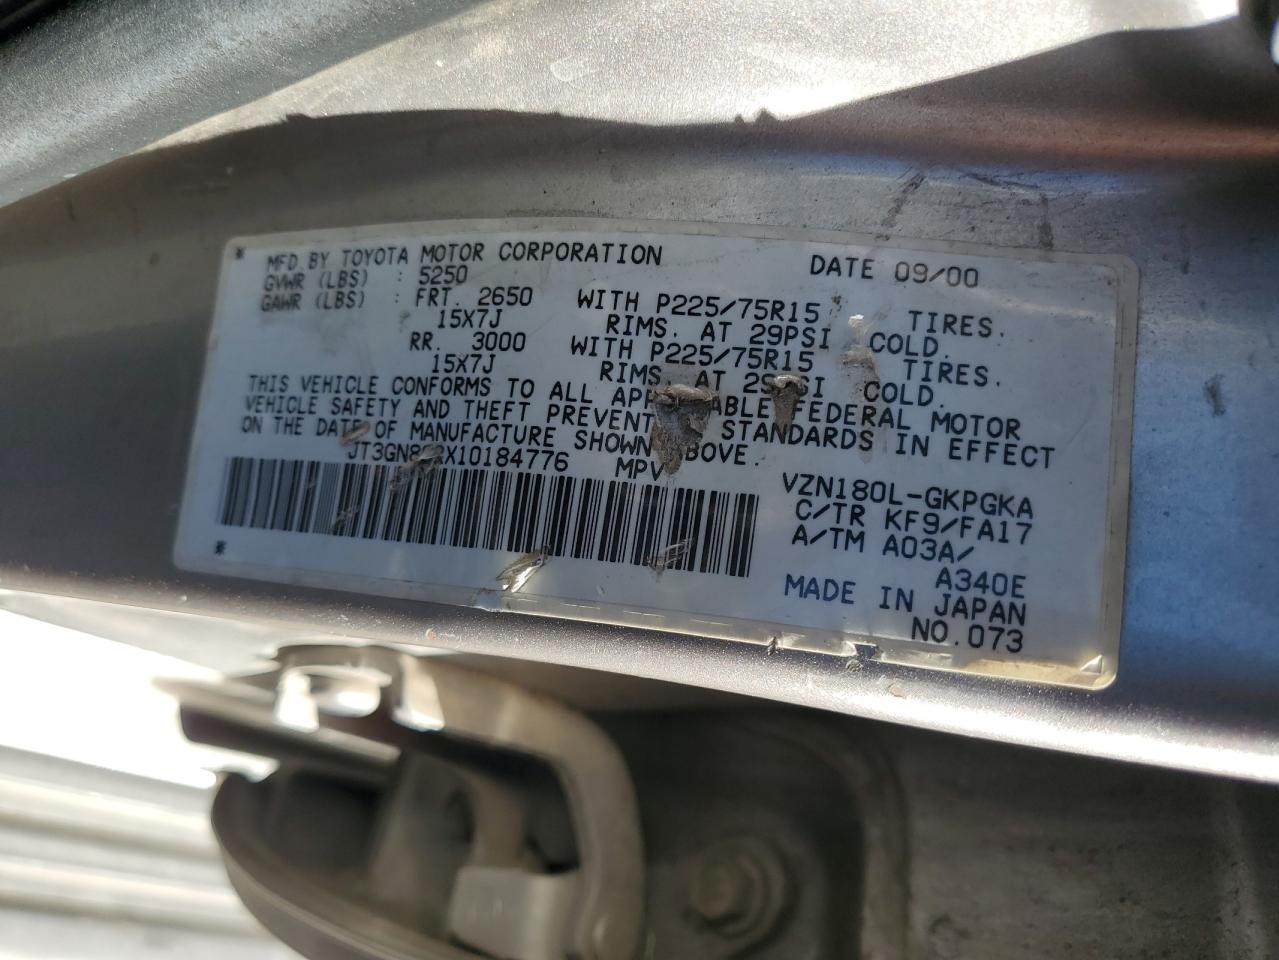 * MFD BY TOYOTA MOTOR CORPORATION DATE 09/00
GVWR (LBS) : 5250
GAWR (LBS) : FRT. 2650 WITH P225/75R15 TIRES.
15X7J RIMS. AT 29PSI COLD.
RR. 3000 WITH P225/75R15 TIRES.
15X7J RIMS. AT COLD.
THIS VEHICLE CONFORMS TO ALL FEDERAL MOTOR
VEHICLE SAFETY AND THEFT STANDARDS IN EFFECT
ON THE DATE OF MANUFACTURE SHOWN
MPV VZN180L-GKPGKA
C/TR KF9/FA17
A/TM A03A/
A340E
* MADE IN JAPAN
NO.073